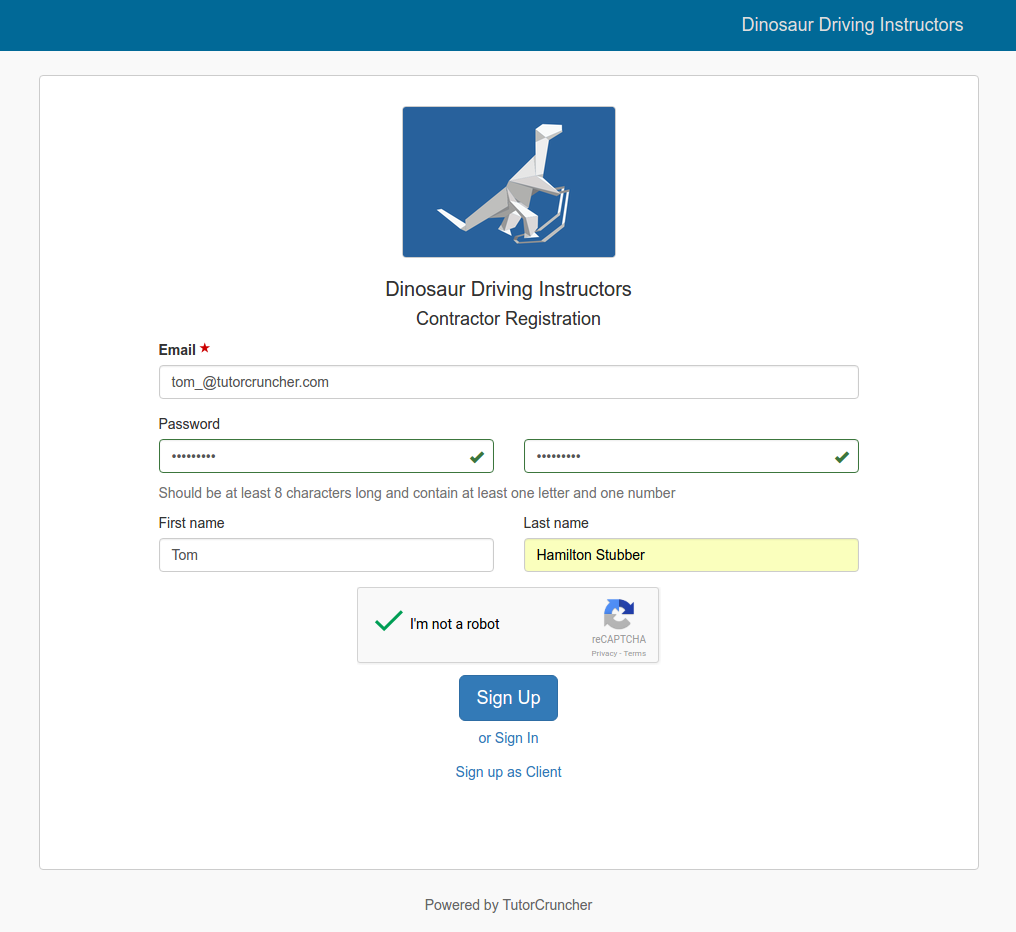 Dinosaur Driving Instructors
Dinosaur Driving Instructors
Contractor Registration
Email ★
tom_@tutorcruncher.com
Password
••••••••• •••••••••
Should be at least 8 characters long and contain at least one letter and one number
First name Last name
Tom Hamilton Stubber
I'm not a robot
reCAPTCHA
Privacy - Terms
Sign Up
or Sign In
Sign up as Client
Powered by TutorCruncher